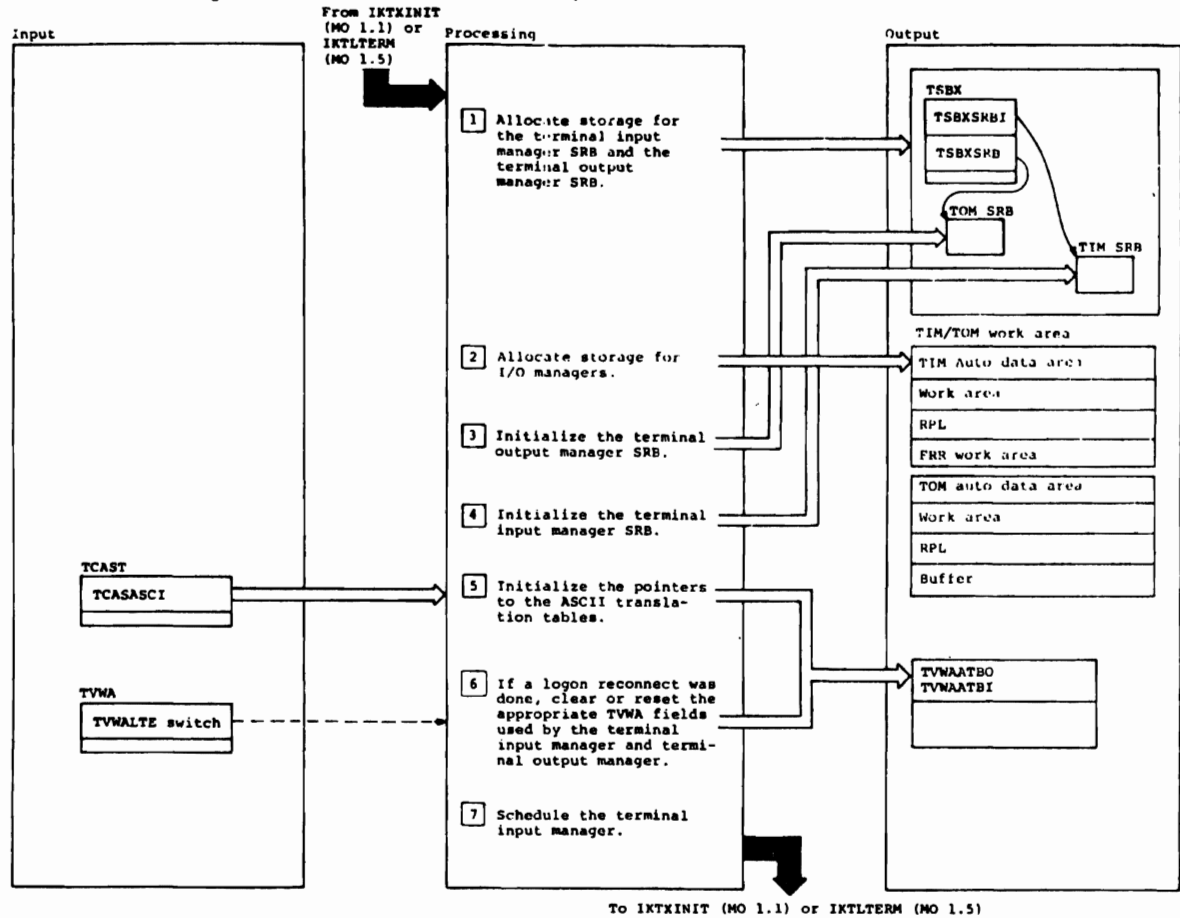 From IKTXINIT
(MO 1.1) or
IKTLTERM
(MO 1.5)
Input
Processing
Output
1 Allocate storage for
the terminal input
manager SRB and the
terminal output
manager SRB.
TSBX
TSBXSRBI
TSBXSRB
TOM SRB
TIM SRB
2 Allocate storage for
I/O managers.
TIM/TOM work area
TIM Auto data area
Work area
RPL
FRR work area
3 Initialize the terminal
output manager SRB.
TOM auto data area
Work area
RPL
Buffer
4 Initialize the terminal
input manager SRB.
TCAST
TCASASCI
5 Initialize the pointers
to the ASCII transla-
tion tables.
TVWA
TVWALTE switch
6 If a logon reconnect was
done, clear or reset the
appropriate TVWA fields
used by the terminal
input manager and termi-
nal output manager.
TVWAATBO
TVWAATBI
7 Schedule the terminal
input manager.
To IKTXINIT (MO 1.1) or IKTLTERM (MO 1.5)